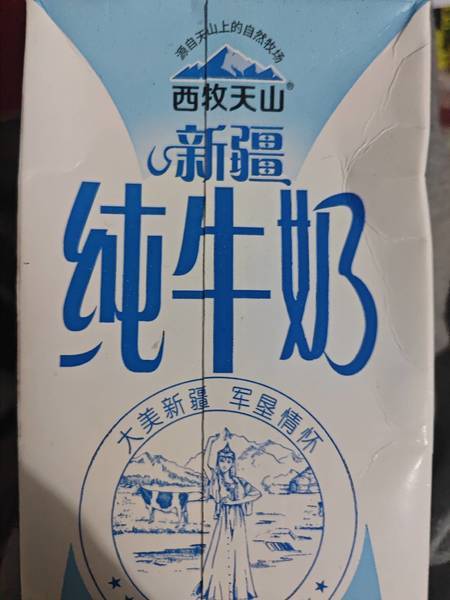 源自天山上的自然牧场
西牧天山®
新疆
纯牛奶
大美新疆 军垦情怀